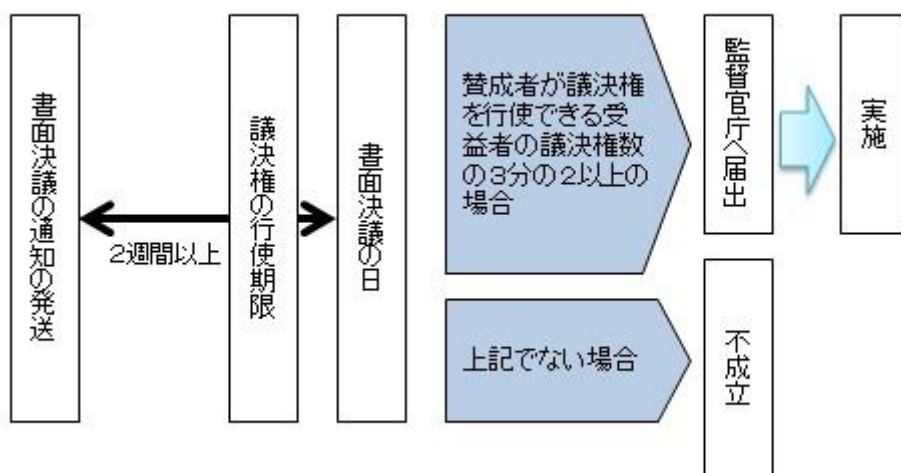 書面決議の通知の発送
2週間以上
議決権の行使期限
書面決議の日
賛成者が議決権
を行使できる受
益者の議決権数
の3分の2以上の
場合
監督官庁へ届出
実施
上記でない場合
不成立